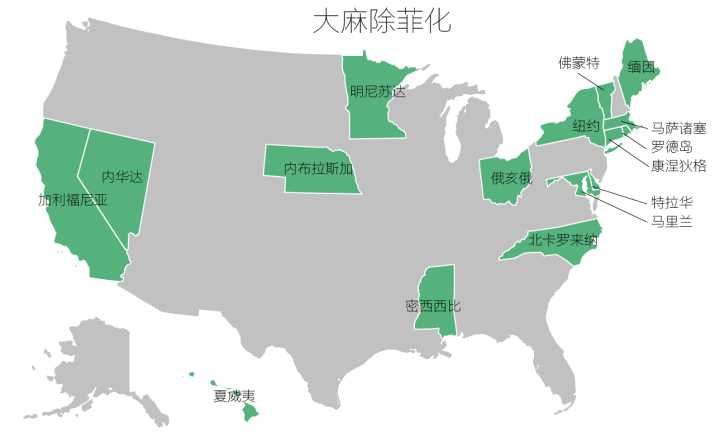 大麻除菲化
佛蒙特
缅因
明尼苏达
纽约
马萨诸塞
罗德岛
康涅狄格
内布拉斯加
内华达
俄亥俄
加利福尼亚
特拉华
马里兰
北卡罗来纳
密西西比
夏威夷